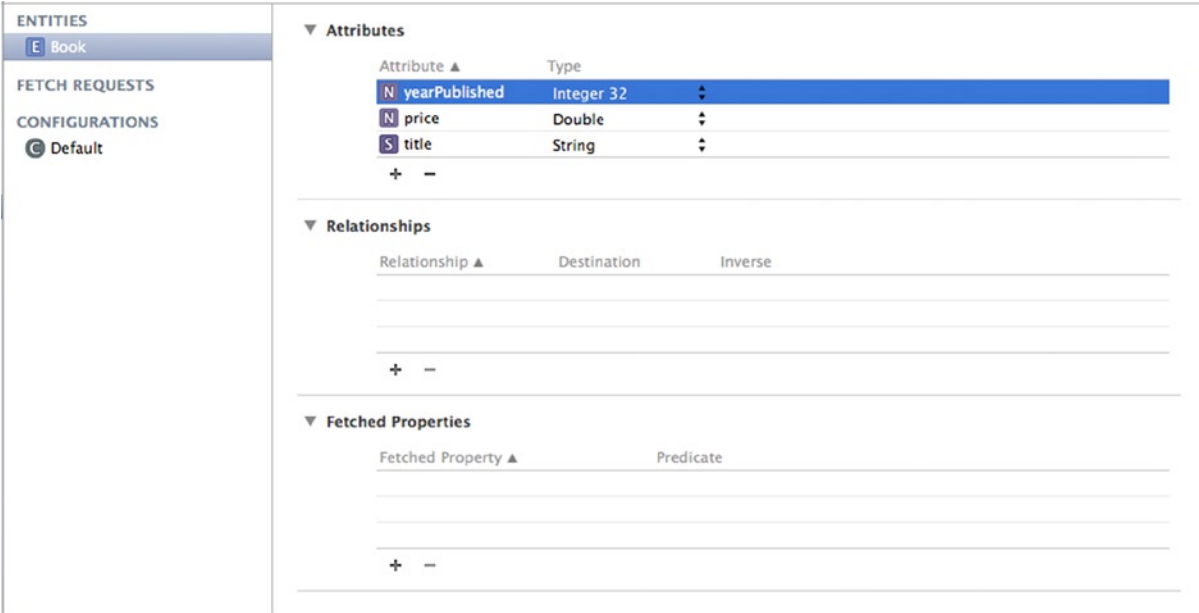 ENTITIES
E Book
FETCH REQUESTS
CONFIGURATIONS
C Default
▼ Attributes
Attribute ▲ Type
N yearPublished Integer 32
N price Double
S title String
+ −
▼ Relationships
Relationship ▲ Destination Inverse
+ −
▼ Fetched Properties
Fetched Property ▲ Predicate
+ −